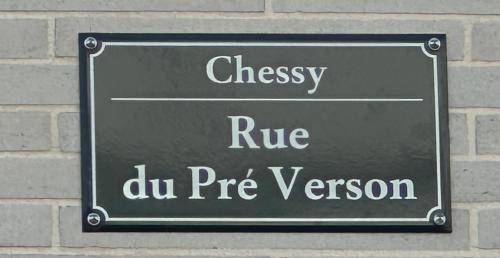 Chessy
Rue
du Pré Verson